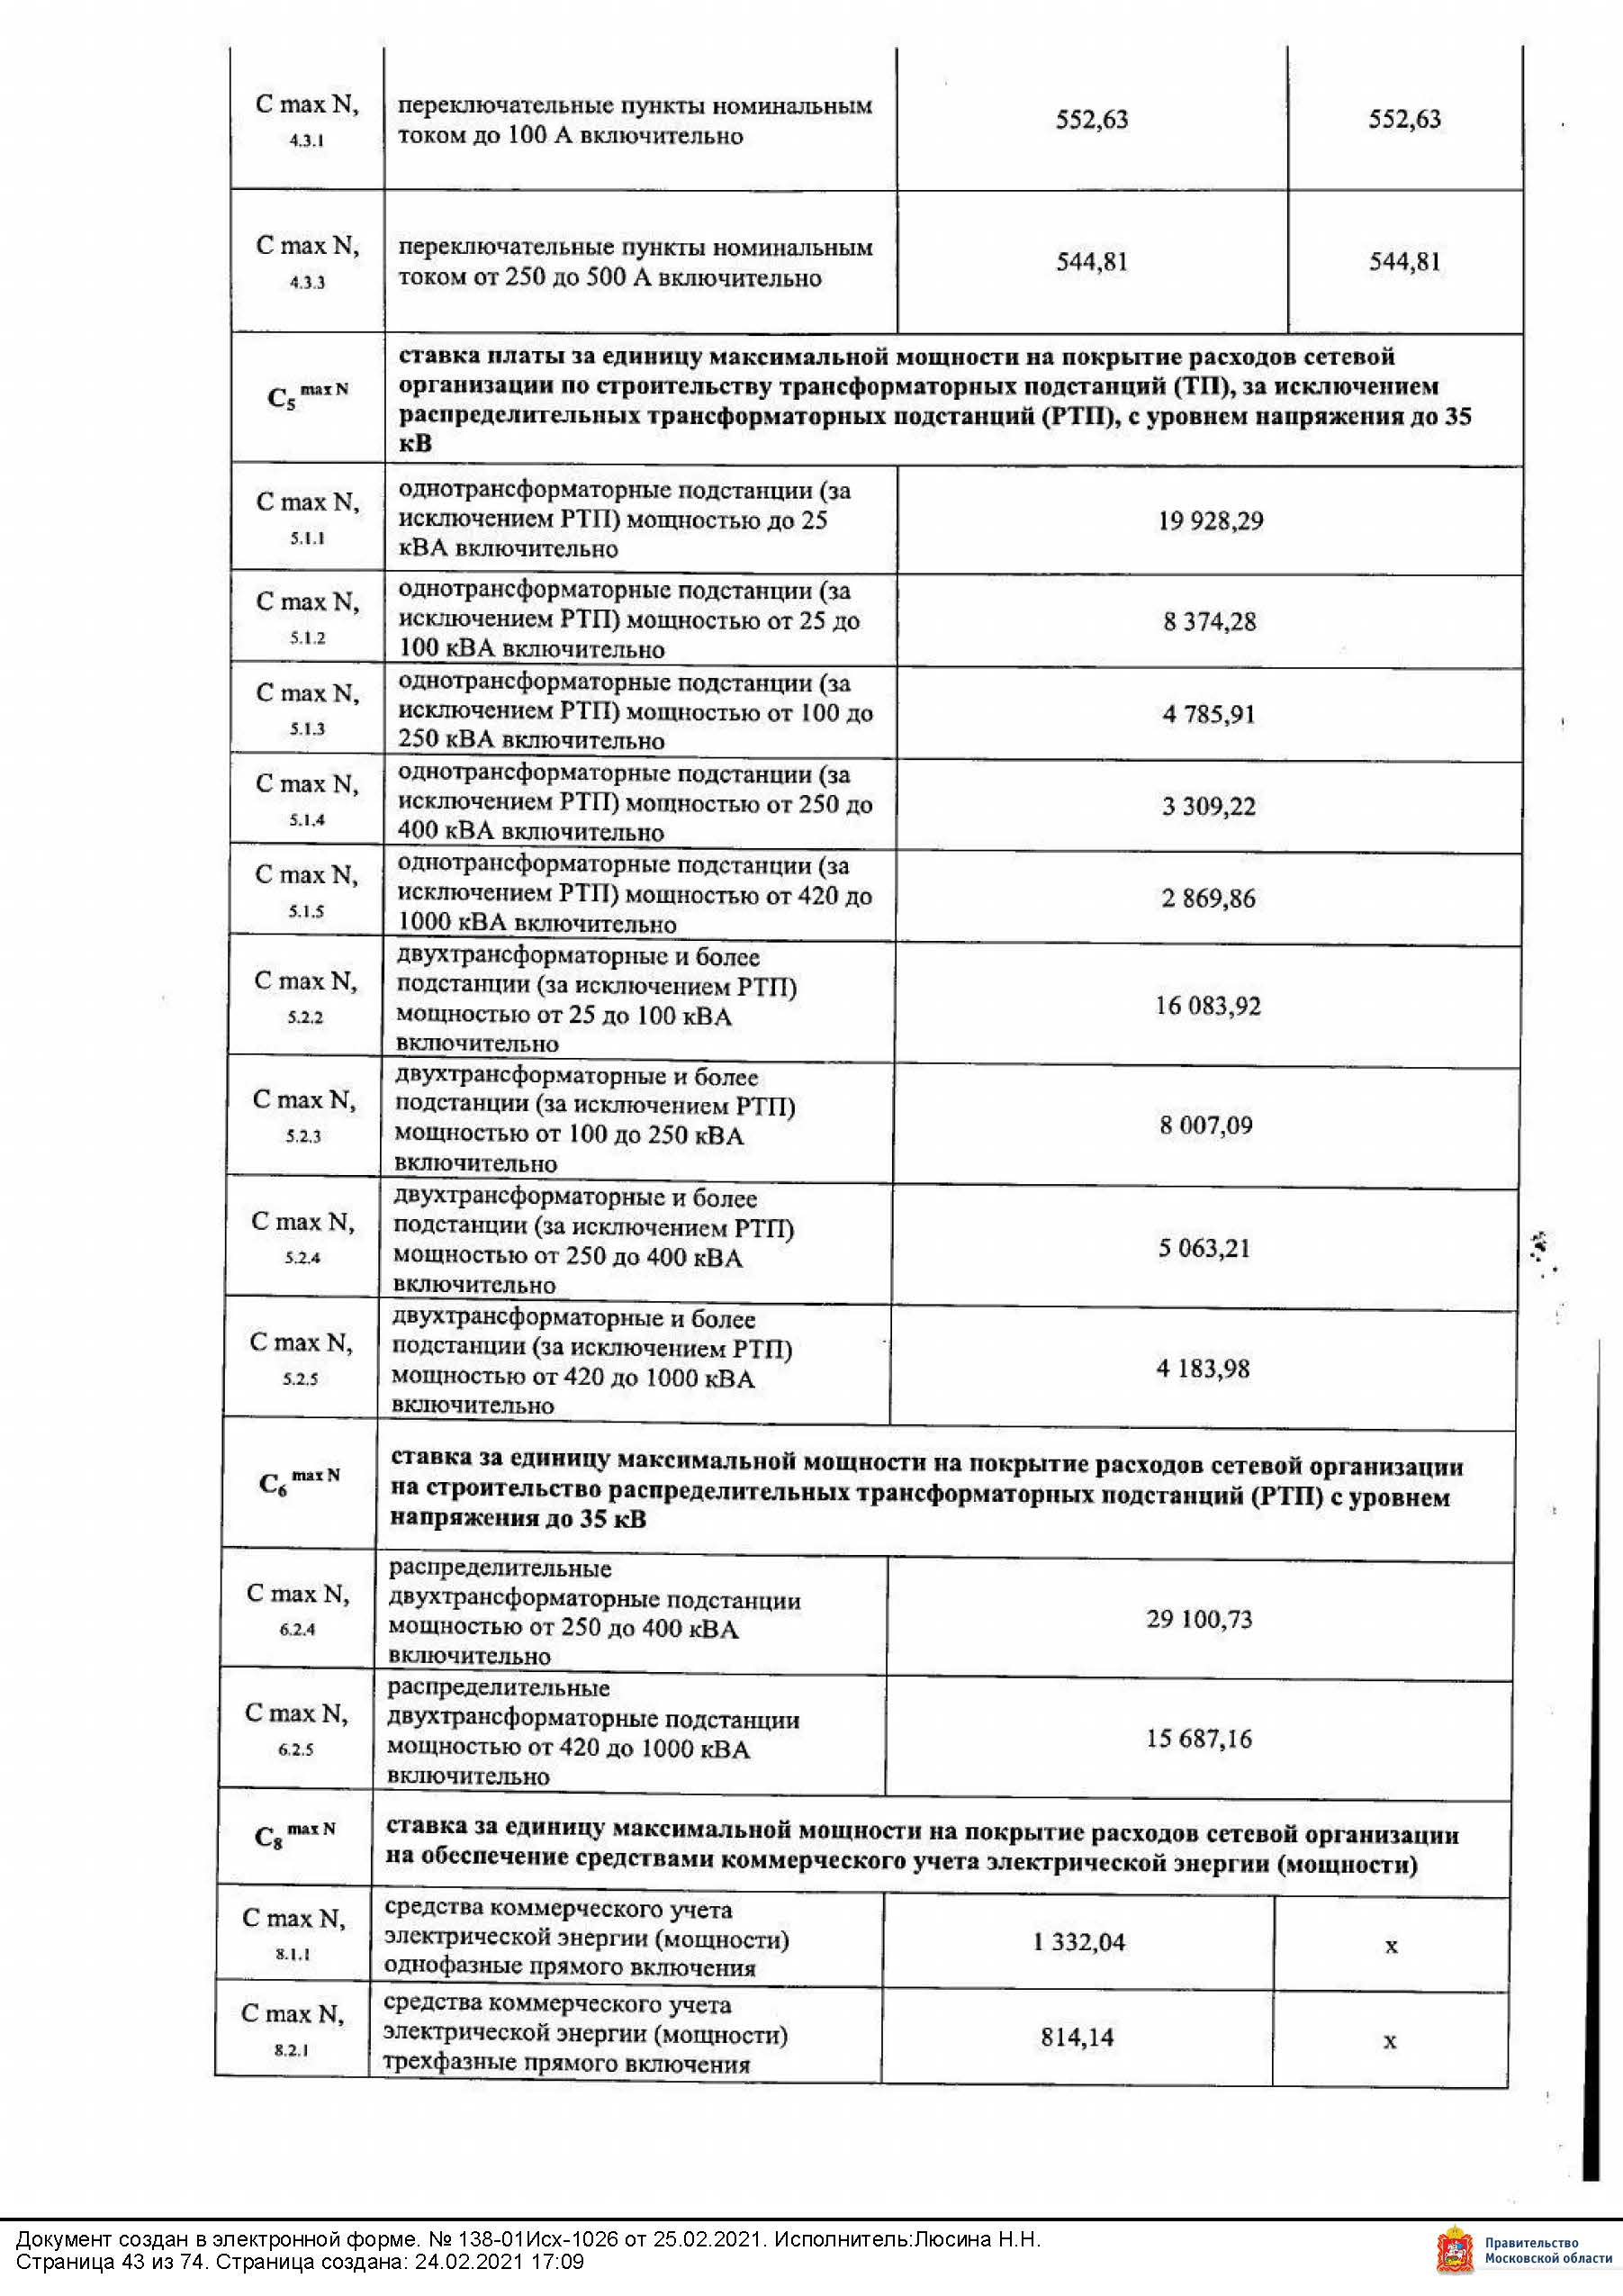 C max N,
4.3.1
переключательные пункты номинальным
током до 100 А включительно
552,63
552,63
C max N,
4.3.3
переключательные пункты номинальным
током от 250 до 500 А включительно
544,81
544,81
C5 max N
ставка платы за единицу максимальной мощности на покрытие расходов сетевой
организации по строительству трансформаторных подстанций (ТП), за исключением
распределительных трансформаторных подстанций (РТП), с уровнем напряжения до 35
кВ
C max N,
5.1.1
однотрансформаторные подстанции (за
исключением РТП) мощностью до 25
кВА включительно
19 928,29
C max N,
5.1.2
однотрансформаторные подстанции (за
исключением РТП) мощностью от 25 до
100 кВА включительно
8 374,28
C max N,
5.1.3
однотрансформаторные подстанции (за
исключением РТП) мощностью от 100 до
250 кВА включительно
4 785,91
C max N,
5.1.4
однотрансформаторные подстанции (за
исключением РТП) мощностью от 250 до
400 кВА включительно
3 309,22
C max N,
5.1.5
однотрансформаторные подстанции (за
исключением РТП) мощностью от 420 до
1000 кВА включительно
2 869,86
C max N,
5.2.2
двухтрансформаторные и более
подстанции (за исключением РТП)
мощностью от 25 до 100 кВА
включительно
16 083,92
C max N,
5.2.3
двухтрансформаторные и более
подстанции (за исключением РТП)
мощностью от 100 до 250 кВА
включительно
8 007,09
C max N,
5.2.4
двухтрансформаторные и более
подстанции (за исключением РТП)
мощностью от 250 до 400 кВА
включительно
5 063,21
C max N,
5.2.5
двухтрансформаторные и более
подстанции (за исключением РТП)
мощностью от 420 до 1000 кВА
включительно
4 183,98
C6 max N
ставка за единицу максимальной мощности на покрытие расходов сетевой организации
на строительство распределительных трансформаторных подстанций (РТП) с уровнем
напряжения до 35 кВ
C max N,
6.2.4
распределительные
двухтрансформаторные подстанции
мощностью от 250 до 400 кВА
включительно
29 100,73
C max N,
6.2.5
распределительные
двухтрансформаторные подстанции
мощностью от 420 до 1000 кВА
включительно
15 687,16
C8 max N
ставка за единицу максимальной мощности на покрытие расходов сетевой организации
на обеспечение средствами коммерческого учета электрической энергии (мощности)
C max N,
8.1.1
средства коммерческого учета
электрической энергии (мощности)
однофазные прямого включения
1 332,04
х
C max N,
8.2.1
средства коммерческого учета
электрической энергии (мощности)
трехфазные прямого включения
814,14
х
Документ создан в электронной форме. № 138-01Исх-1026 от 25.02.2021. Исполнитель:Люсина Н.Н.
Страница 43 из 74. Страница создана: 24.02.2021 17:09
Правительство
Московской области